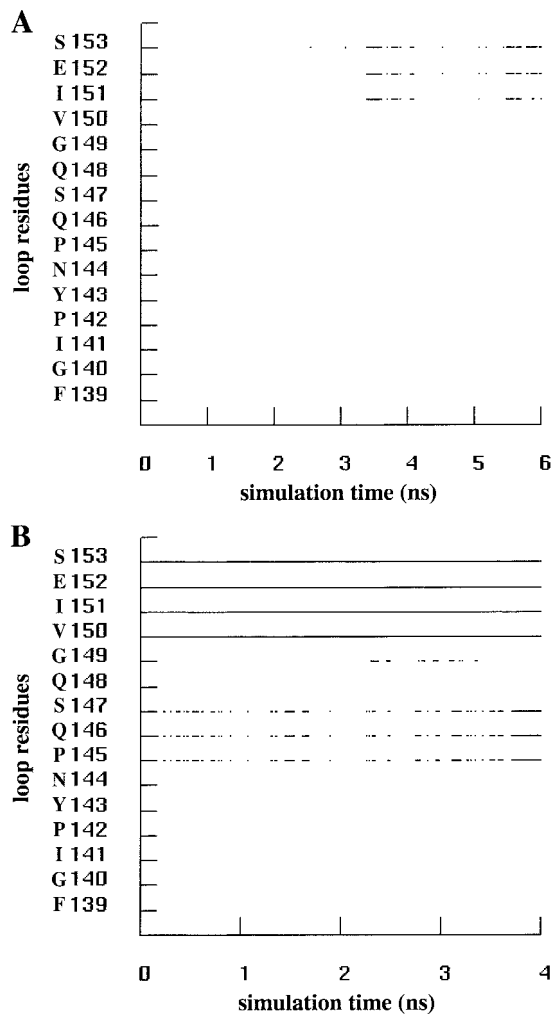 A
S 153
E 152
I 151
V 150
G 149
Q 148
S 147
Q 146
P 145
N 144
Y 143
P 142
I 141
G 140
F 139
loop residues
0 1 2 3 4 5 6
simulation time (ns)
B
S 153
E 152
I 151
V 150
G 149
Q 148
S 147
Q 146
P 145
N 144
Y 143
P 142
I 141
G 140
F 139
loop residues
0 1 2 3 4
simulation time (ns)